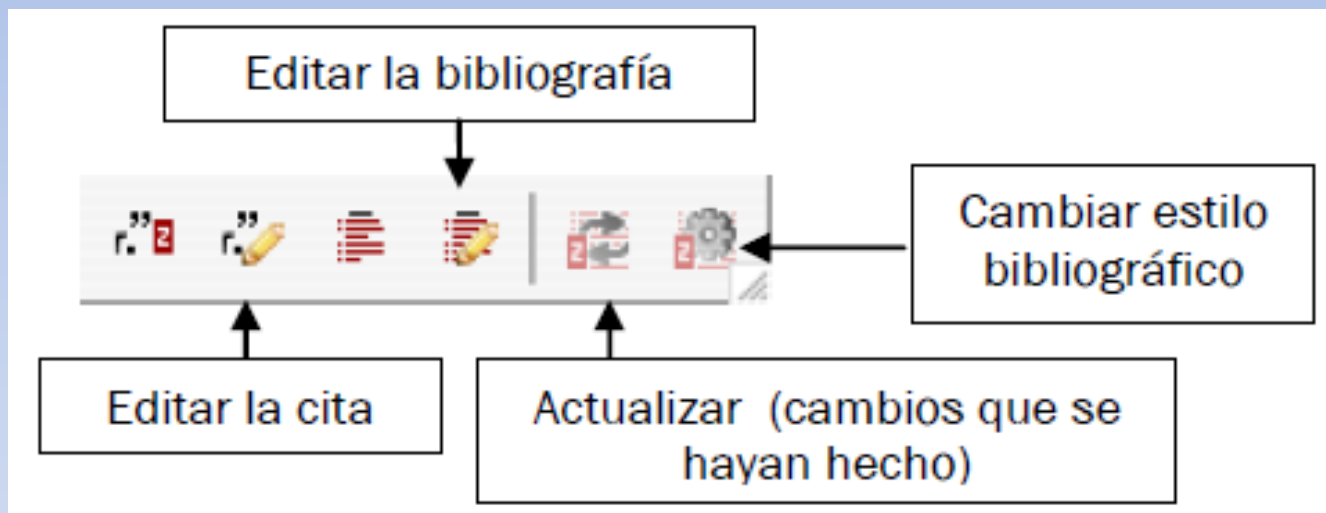 Editar la bibliografía
r.” z
r.”
z
z
Cambiar estilo
bibliográfico
Editar la cita
Actualizar (cambios que se
hayan hecho)